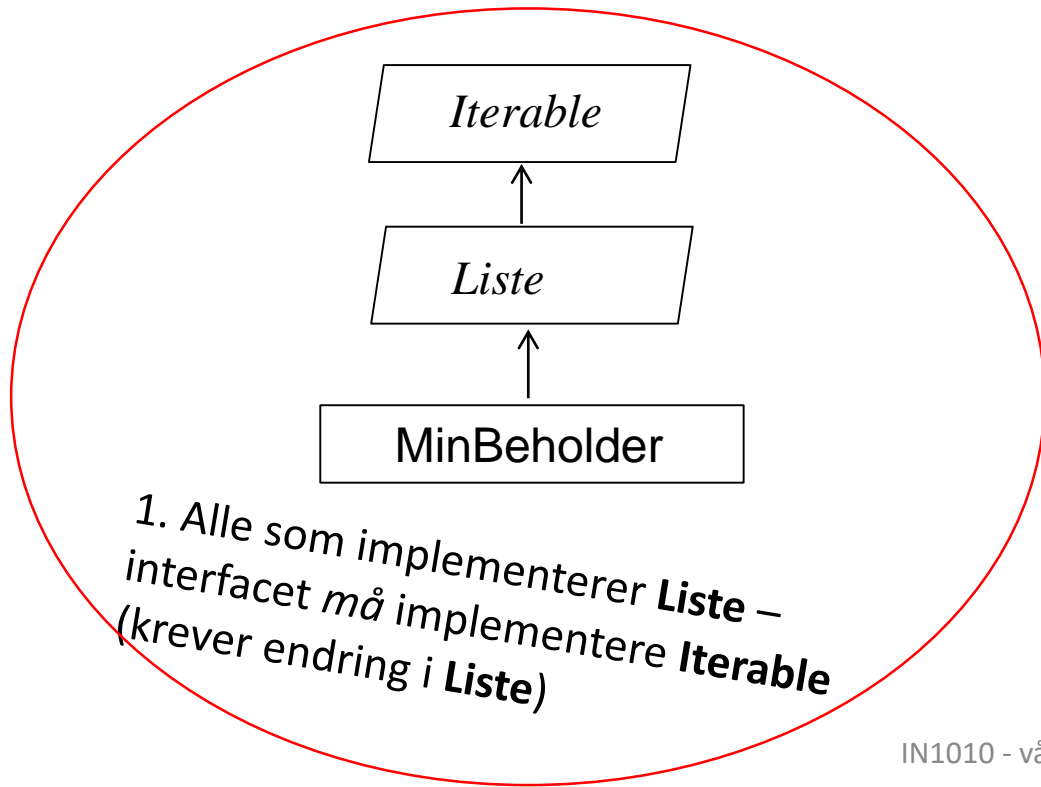 Iterable
Liste
MinBeholder
1. Alle som implementerer Liste –
interfacet må implementere Iterable
(krever endring i Liste)
IN1010 - vå